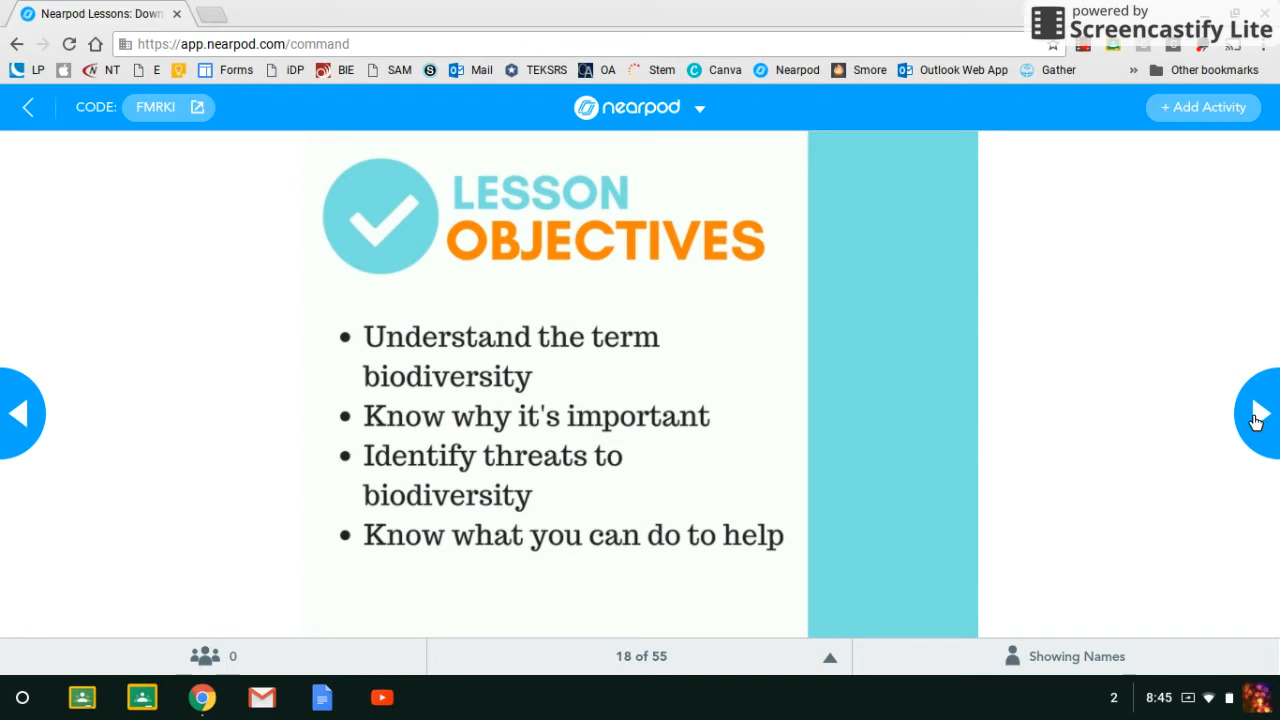 Nearpod Lessons: Down
powered by
Screencastify Lite
https://app.nearpod.com/command
LP NT E Forms iDP BIE SAM Mail TEKSRS OA Stem Canva Nearpod Smore Outlook Web App Gather » Other bookmarks
CODE: FMRKI nearpod + Add Activity
LESSON
OBJECTIVES
• Understand the term
biodiversity
• Know why it's important
• Identify threats to
biodiversity
• Know what you can do to help
0 18 of 55 Showing Names
2 8:45